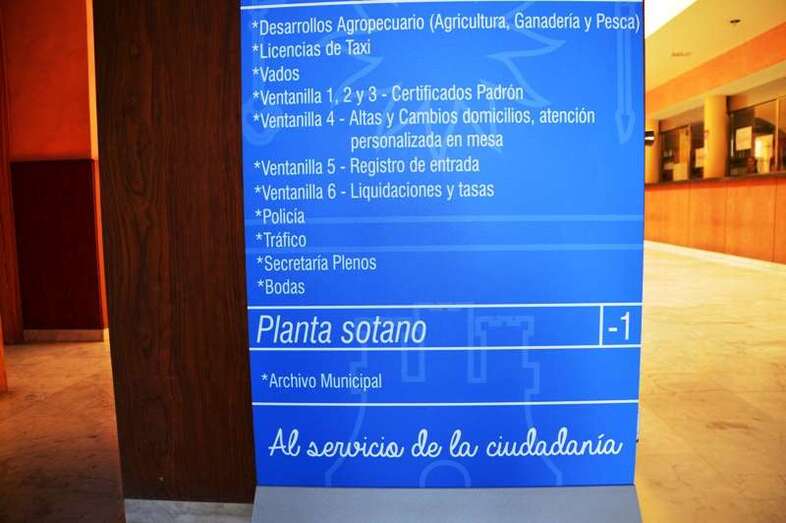 *Desarrollos Agropecuario (Agricultura, Ganadería y Pesca)
*Licencias de Taxi
*Vados
*Ventanilla 1, 2 y 3 - Certificados Padrón
*Ventanilla 4 - Altas y Cambios domicilios, atención
personalizada en mesa
*Ventanilla 5 - Registro de entrada
*Ventanilla 6 - Liquidaciones y tasas
*Policía
*Tráfico
*Secretaría Plenos
*Bodas
Planta sotano -1
*Archivo Municipal
Al servicio de la ciudadanía